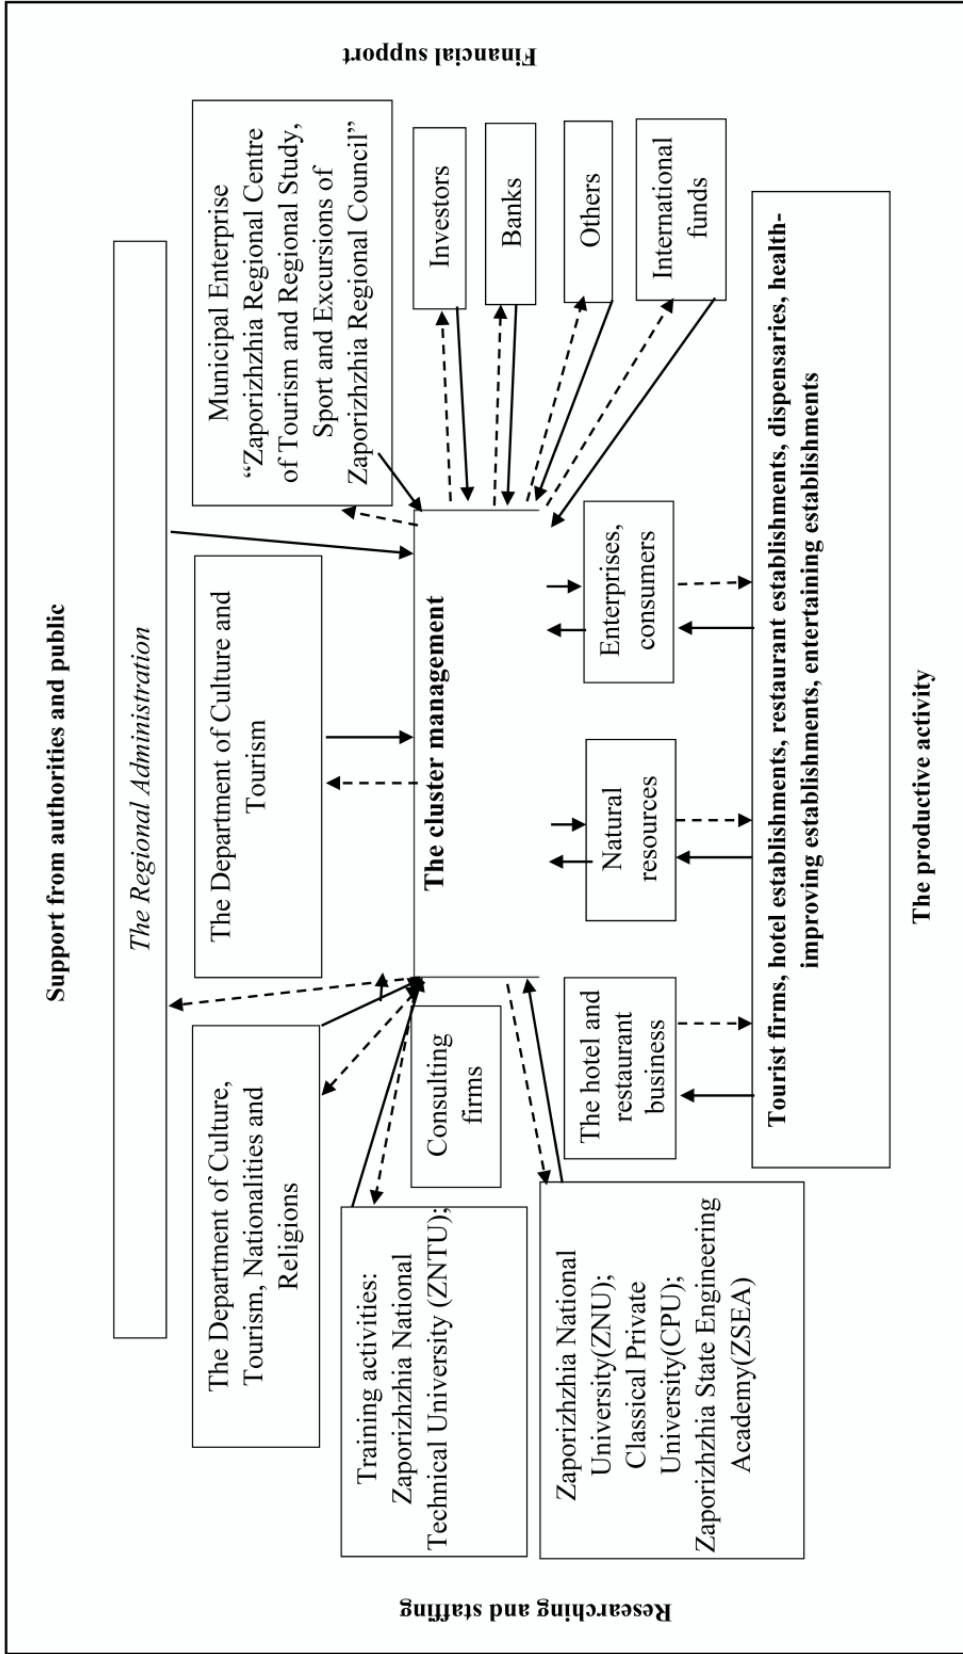 Support from authorities and public
The Regional Administration
The Department of Culture,
Tourism, Nationalities and
Religions
The Department of Culture and
Tourism
Municipal Enterprise
“Zaporizhzhia Regional Centre
of Tourism and Regional Study,
Sport and Excursions of
Zaporizhzhia Regional Council”
Researching and staffing
Training activities:
Zaporizhzhia National
Technical University (ZNTU);
Zaporizhzhia National
University(ZNU);
Classical Private
University(CPU);
Zaporizhzhia State Engineering
Academy(ZSEA)
Consulting
firms
The cluster management
Investors
Banks
Others
International
funds
Financial support
The hotel and
restaurant
business
Natural
resources
Enterprises,
consumers
Tourist firms, hotel establishments, restaurant establishments, dispensaries, health-
improving establishments, entertaining establishments
The productive activity